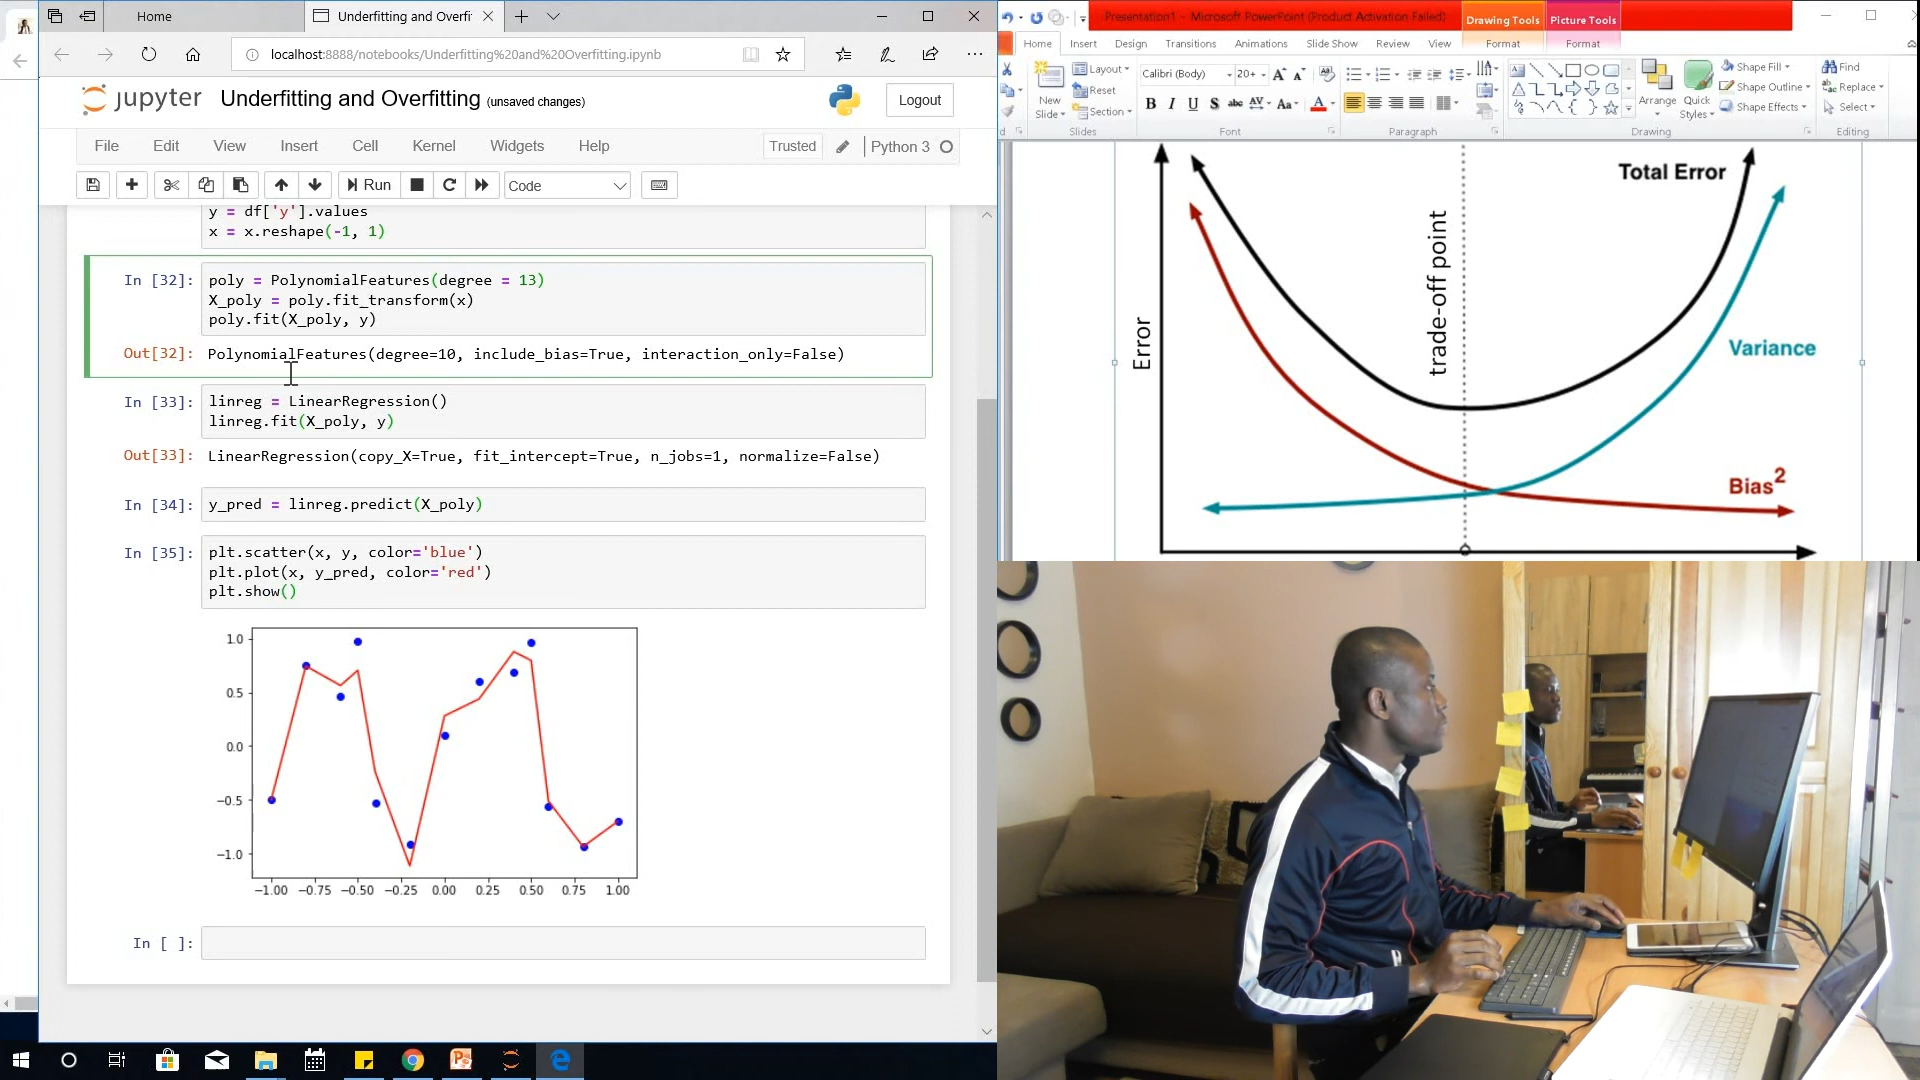 Home
Underfitting and Overfi
localhost:8888/notebooks/Underfitting%20and%20Overfitting.ipynb
jupyter Underfitting and Overfitting (unsaved changes)
Logout
File Edit View Insert Cell Kernel Widgets Help
Trusted
Python 3
Run
Code
y = df['y'].values
x = x.reshape(-1, 1)
In [32]:
poly = PolynomialFeatures(degree = 13)
X_poly = poly.fit_transform(x)
poly.fit(X_poly, y)
Out[32]: PolynomialFeatures(degree=10, include_bias=True, interaction_only=False)
In [33]:
linreg = LinearRegression()
linreg.fit(X_poly, y)
Out[33]: LinearRegression(copy_X=True, fit_intercept=True, n_jobs=1, normalize=False)
In [34]:
y_pred = linreg.predict(X_poly)
In [35]:
plt.scatter(x, y, color='blue')
plt.plot(x, y_pred, color='red')
plt.show()
1.0
0.5
0.0
−0.5
−1.0
−1.00 −0.75 −0.50 −0.25 0.00 0.25 0.50 0.75 1.00
In [ ]:
Presentation1 - Microsoft PowerPoint (Product Activation Failed)
Drawing Tools
Picture Tools
Home Insert Design Transitions Animations Slide Show Review View Format Format
New
Slide
Layout
Reset
Section
Calibri (Body)
20+
B I U S abc AV Aa A
Arrange
Quick
Styles
Shape Fill
Shape Outline
Shape Effects
Find
Replace
Select
Slides Font Paragraph Drawing Editing
Total Error
trade-off point
Error
Variance
Bias²